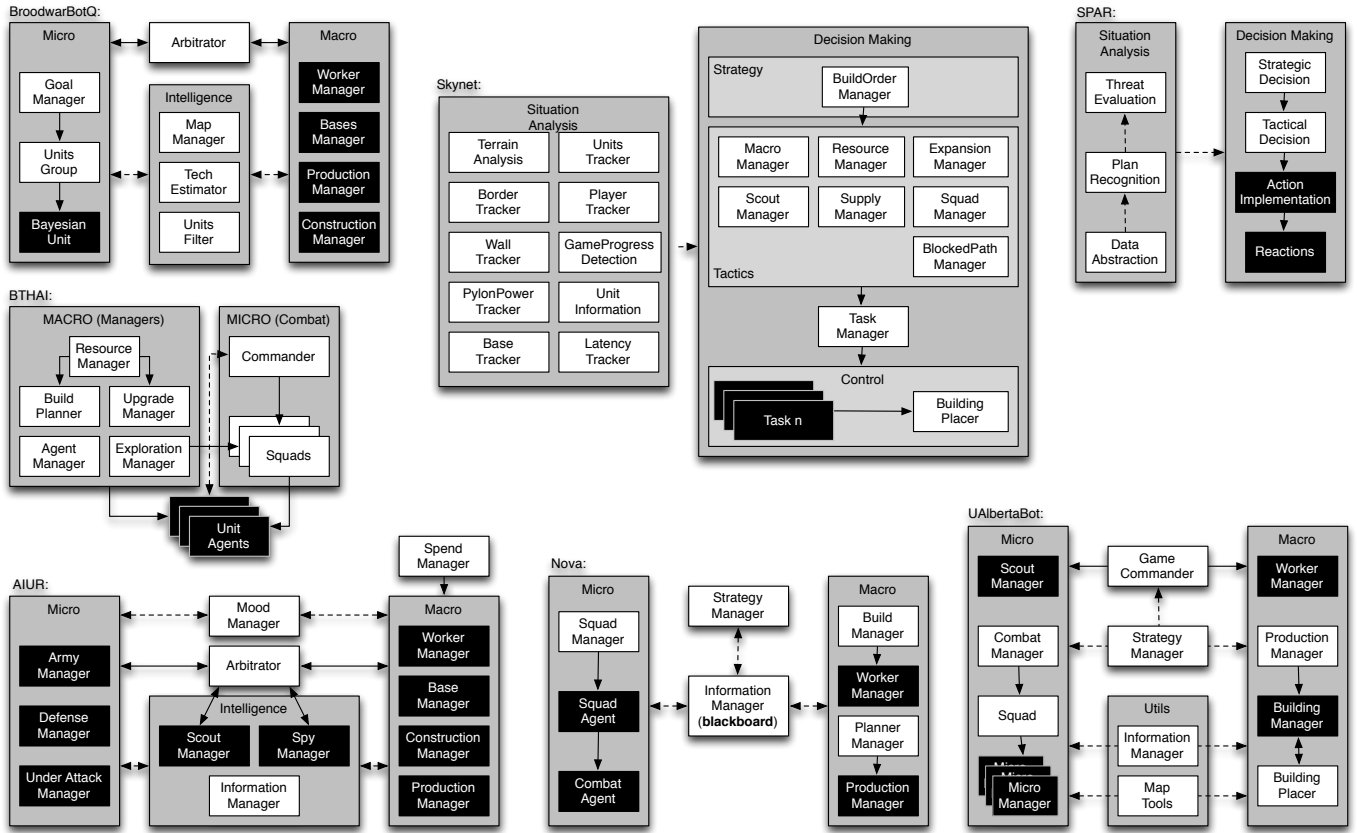 BroodwarBotQ:
Micro
Goal
Manager
Units
Group
Bayesian
Unit
Arbitrator
Intelligence
Map
Manager
Tech
Estimator
Units
Filter
Macro
Worker
Manager
Bases
Manager
Production
Manager
Construction
Manager
Skynet:
Situation
Analysis
Terrain
Analysis
Units
Tracker
Border
Tracker
Player
Tracker
Wall
Tracker
GameProgress
Detection
PylonPower
Tracker
Unit
Information
Base
Tracker
Latency
Tracker
Decision Making
Strategy
BuildOrder
Manager
Macro
Manager
Resource
Manager
Expansion
Manager
Scout
Manager
Supply
Manager
Squad
Manager
BlockedPath
Manager
Tactics
Task
Manager
Control
Task n
Building
Placer
SPAR:
Situation
Analysis
Threat
Evaluation
Plan
Recognition
Data
Abstraction
Decision Making
Strategic
Decision
Tactical
Decision
Action
Implementation
Reactions
BTHAI:
MACRO (Managers)
Resource
Manager
Build
Planner
Upgrade
Manager
Agent
Manager
Exploration
Manager
MICRO (Combat)
Commander
Squads
Unit
Agents
AIUR:
Micro
Army
Manager
Defense
Manager
Under Attack
Manager
Mood
Manager
Arbitrator
Intelligence
Scout
Manager
Spy
Manager
Information
Manager
Spend
Manager
Macro
Worker
Manager
Base
Manager
Construction
Manager
Production
Manager
Nova:
Micro
Squad
Manager
Squad
Agent
Combat
Agent
Strategy
Manager
Information
Manager
(blackboard)
Macro
Build
Manager
Worker
Manager
Planner
Manager
Production
Manager
UAlbertaBot:
Micro
Scout
Manager
Combat
Manager
Squad
Micro
Micro
Micro
Manager
Game
Commander
Strategy
Manager
Utils
Information
Manager
Map
Tools
Macro
Worker
Manager
Production
Manager
Building
Manager
Building
Placer